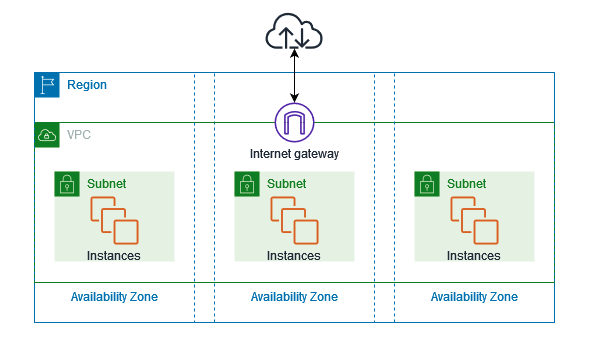 Region
VPC
Internet gateway
Subnet
Subnet
Subnet
Instances
Instances
Instances
Availability Zone
Availability Zone
Availability Zone